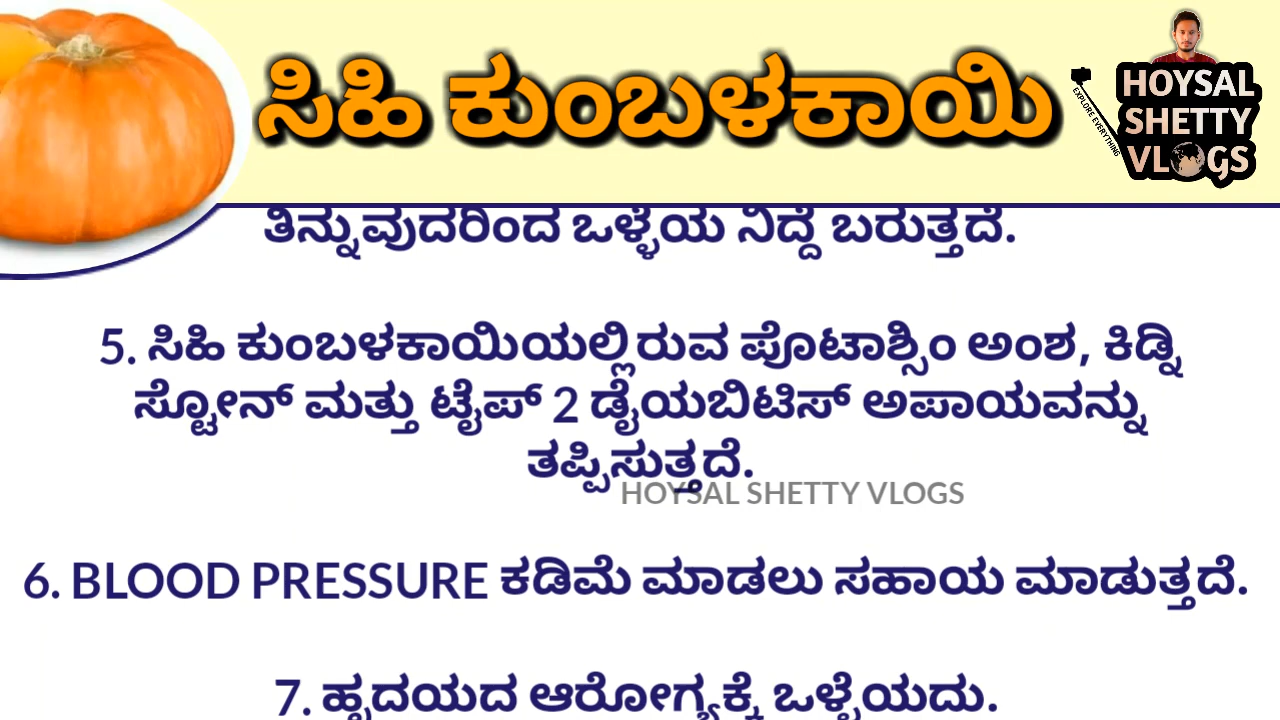 ಸಿಹಿ ಕುಂಬಳಕಾಯಿ
EXPLORE EVERYTHING
HOYSAL
SHETTY
VLOGS
ತಿನ್ನುವುದರಿಂದ ಒಳ್ಳೆಯ ನಿದ್ದೆ ಬರುತ್ತದೆ.
5. ಸಿಹಿ ಕುಂಬಳಕಾಯಿಯಲ್ಲಿರುವ ಪೊಟಾಶ್ಸಿಂ ಅಂಶ, ಕಿಡ್ನಿ
ಸ್ಟೋನ್ ಮತ್ತು ಟೈಪ್ 2 ಡೈಯಬಿಟಿಸ್ ಅಪಾಯವನ್ನು
ತಪ್ಪಿಸುತ್ತದೆ.
HOYSAL SHETTY VLOGS
6. BLOOD PRESSURE ಕಡಿಮೆ ಮಾಡಲು ಸಹಾಯ ಮಾಡುತ್ತದೆ.
7. ಹೃದಯದ ಆರೋಗ್ಯಕ್ಕೆ ಒಳ್ಳೆಯದು.